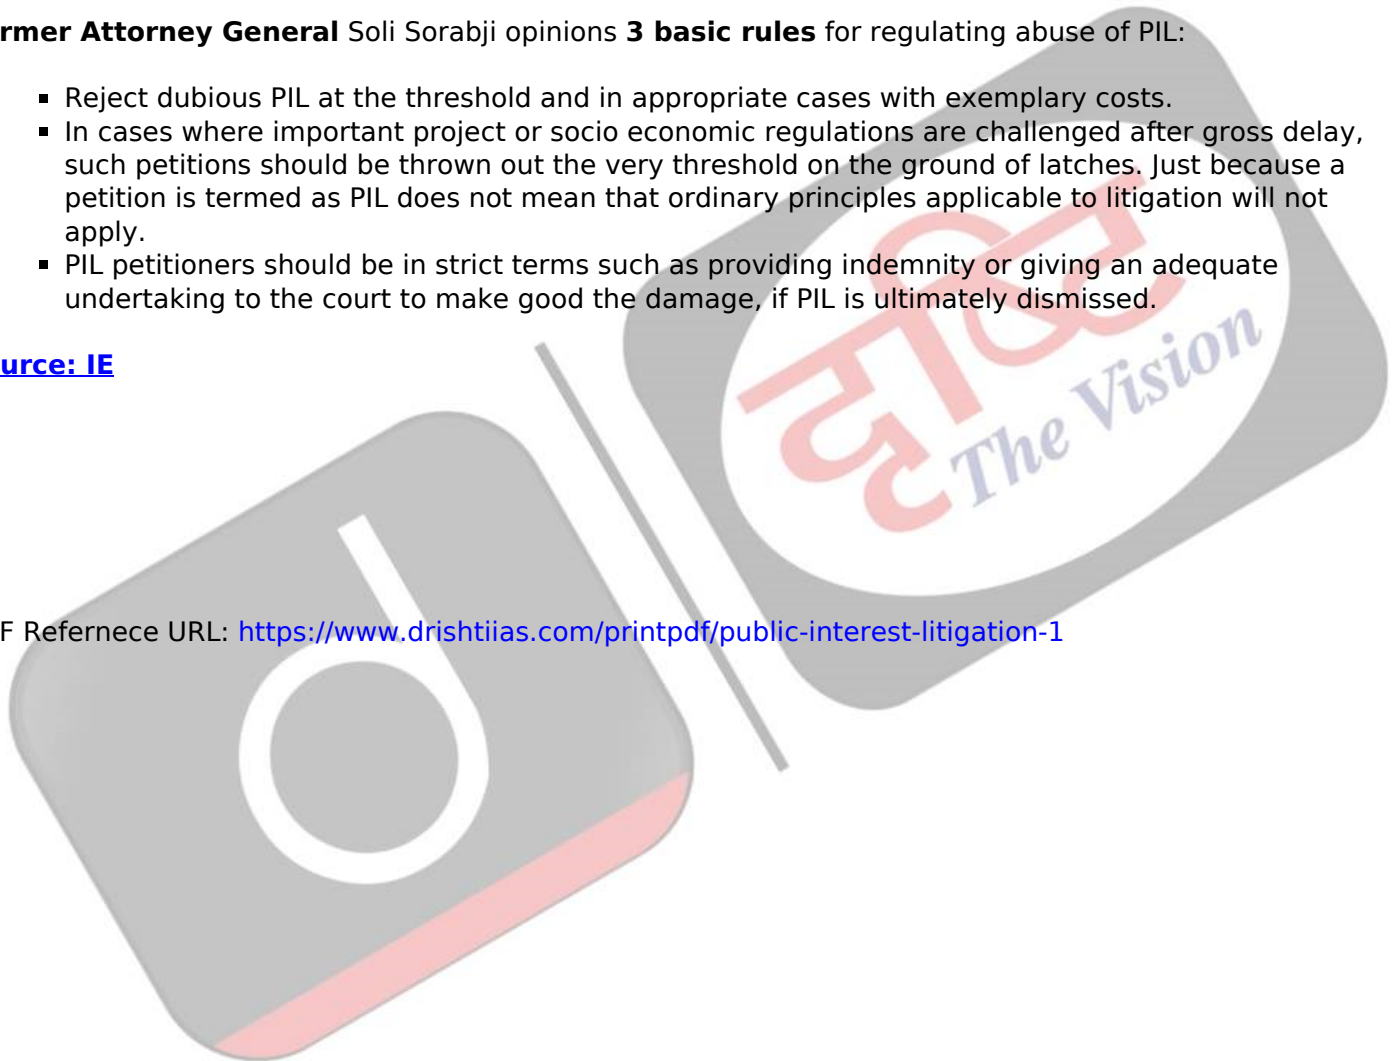 rmer Attorney General Soli Sorabji opinions 3 basic rules for regulating abuse of PIL:
▪ Reject dubious PIL at the threshold and in appropriate cases with exemplary costs.
▪ In cases where important project or socio economic regulations are challenged after gross delay,
such petitions should be thrown out the very threshold on the ground of latches. Just because a
petition is termed as PIL does not mean that ordinary principles applicable to litigation will not
apply.
▪ PIL petitioners should be in strict terms such as providing indemnity or giving an adequate
undertaking to the court to make good the damage, if PIL is ultimately dismissed.
urce: IE
दृष्टि
The Vision
d
F Refernece URL: https://www.drishtiias.com/printpdf/public-interest-litigation-1